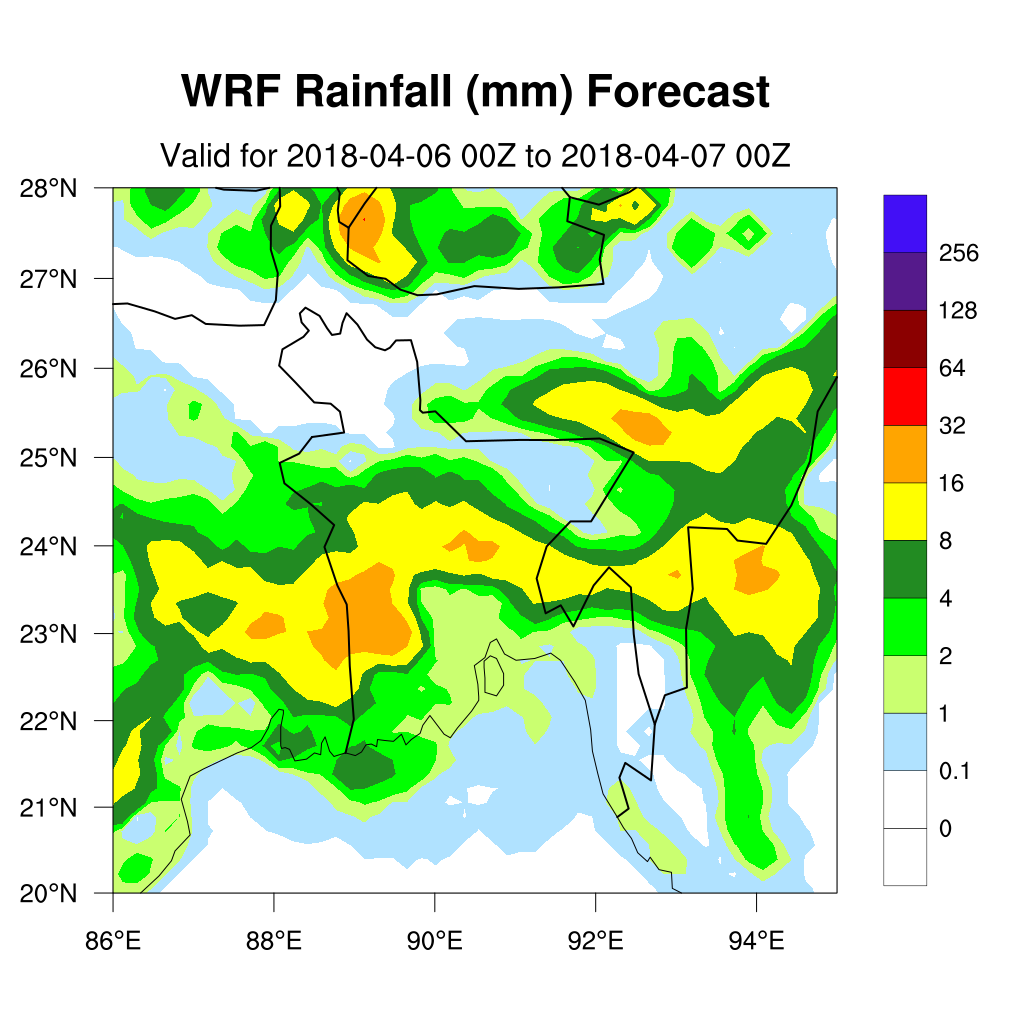 WRF Rainfall (mm) Forecast
Valid for 2018-04-06 00Z to 2018-04-07 00Z
28°N
27°N
26°N
25°N
24°N
23°N
22°N
21°N
20°N
86°E 88°E 90°E 92°E 94°E
256
128
64
32
16
8
4
2
1
0.1
0